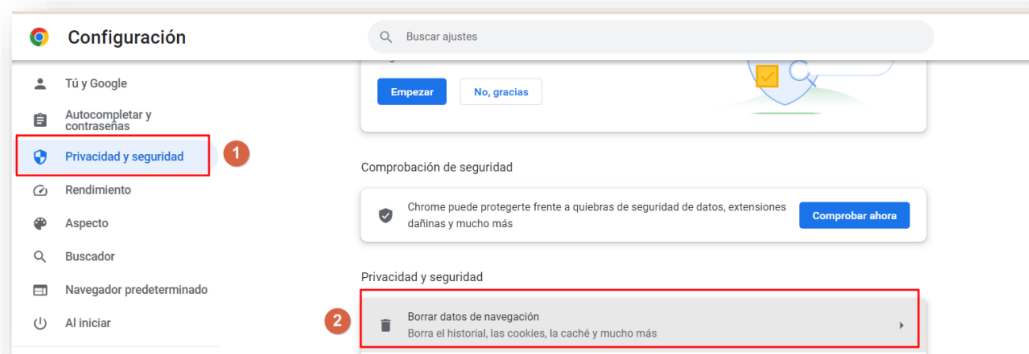 Configuración
Buscar ajustes
Tú y Google
Autocompletar y
contraseñas
Privacidad y seguridad
1
Rendimiento
Aspecto
Buscador
Navegador predeterminado
Al iniciar
Empezar
No, gracias
Comprobación de seguridad
Chrome puede protegerte frente a quiebras de seguridad de datos, extensiones
dañinas y mucho más
Comprobar ahora
Privacidad y seguridad
2
Borrar datos de navegación
Borra el historial, las cookies, la caché y mucho más